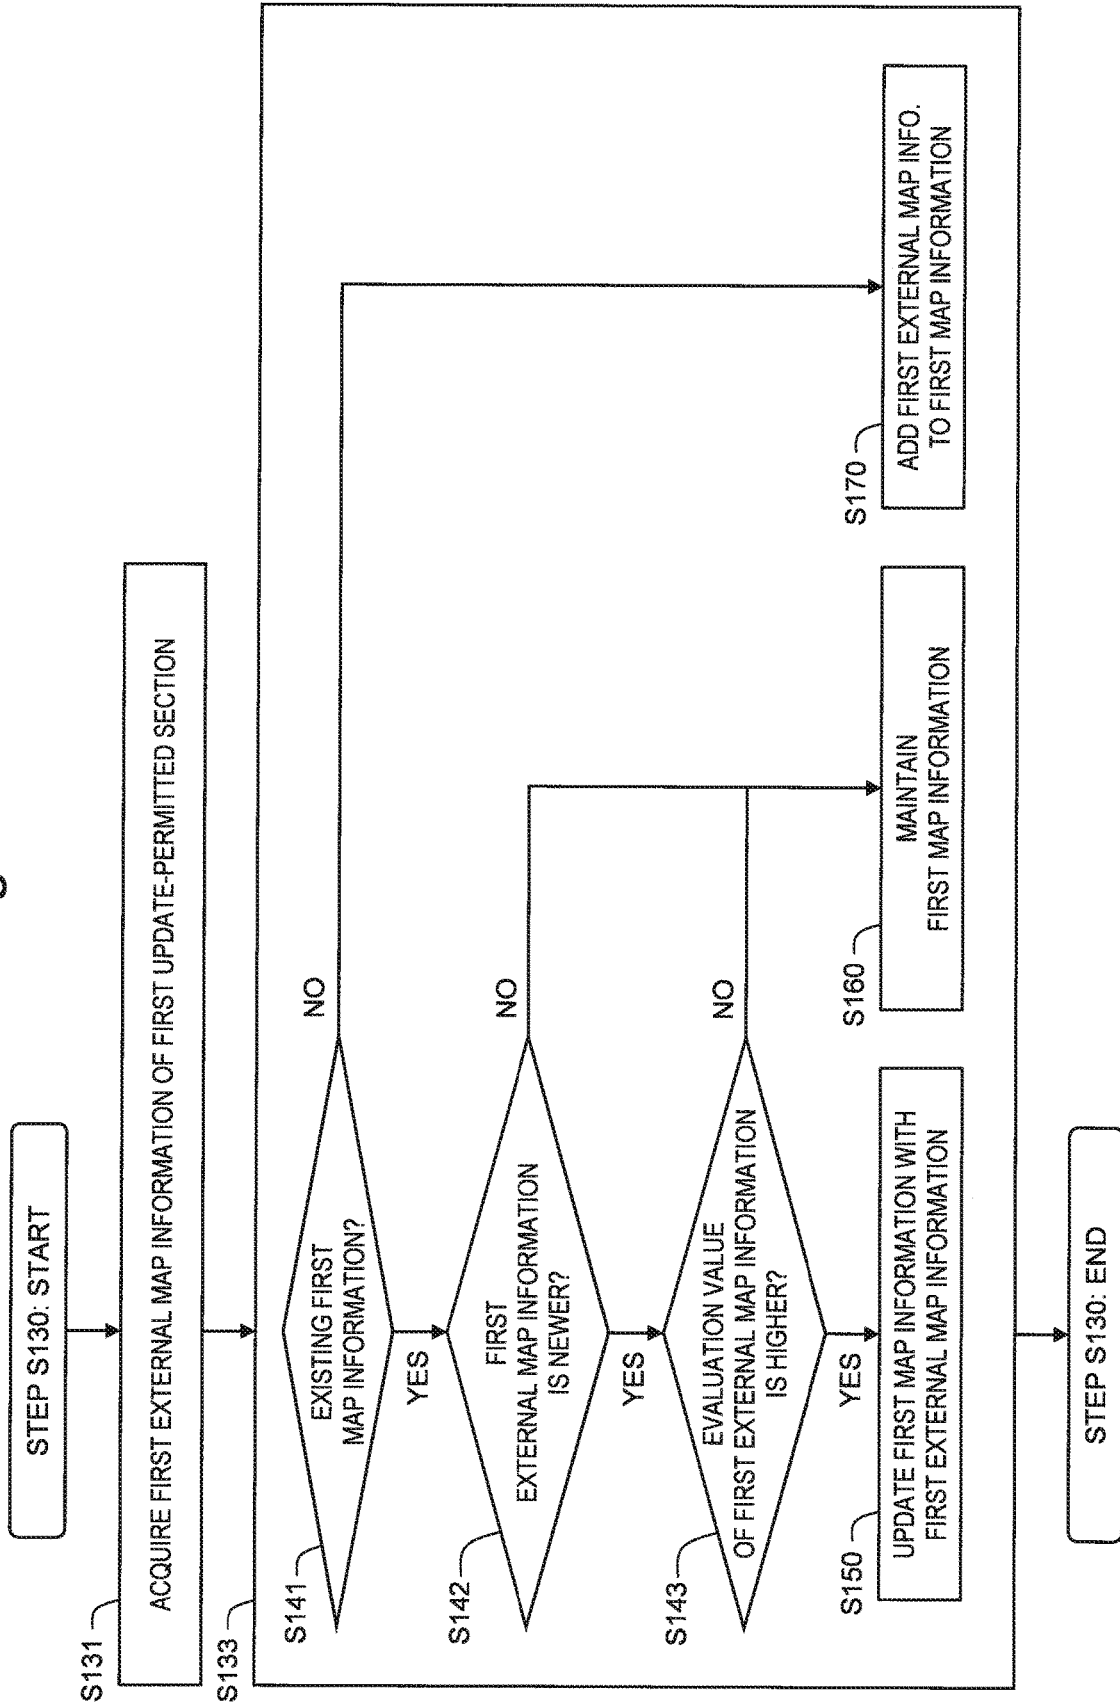 STEP S130: START
S131
ACQUIRE FIRST EXTERNAL MAP INFORMATION OF FIRST UPDATE-PERMITTED SECTION
S133
S141
EXISTING FIRST
MAP INFORMATION?
NO
YES
S142
FIRST
EXTERNAL MAP INFORMATION
IS NEWER?
NO
YES
S143
EVALUATION VALUE
OF FIRST EXTERNAL MAP INFORMATION
IS HIGHER?
NO
YES
S150
UPDATE FIRST MAP INFORMATION WITH
FIRST EXTERNAL MAP INFORMATION
S160
MAINTAIN
FIRST MAP INFORMATION
S170
ADD FIRST EXTERNAL MAP INFO.
TO FIRST MAP INFORMATION
STEP S130: END